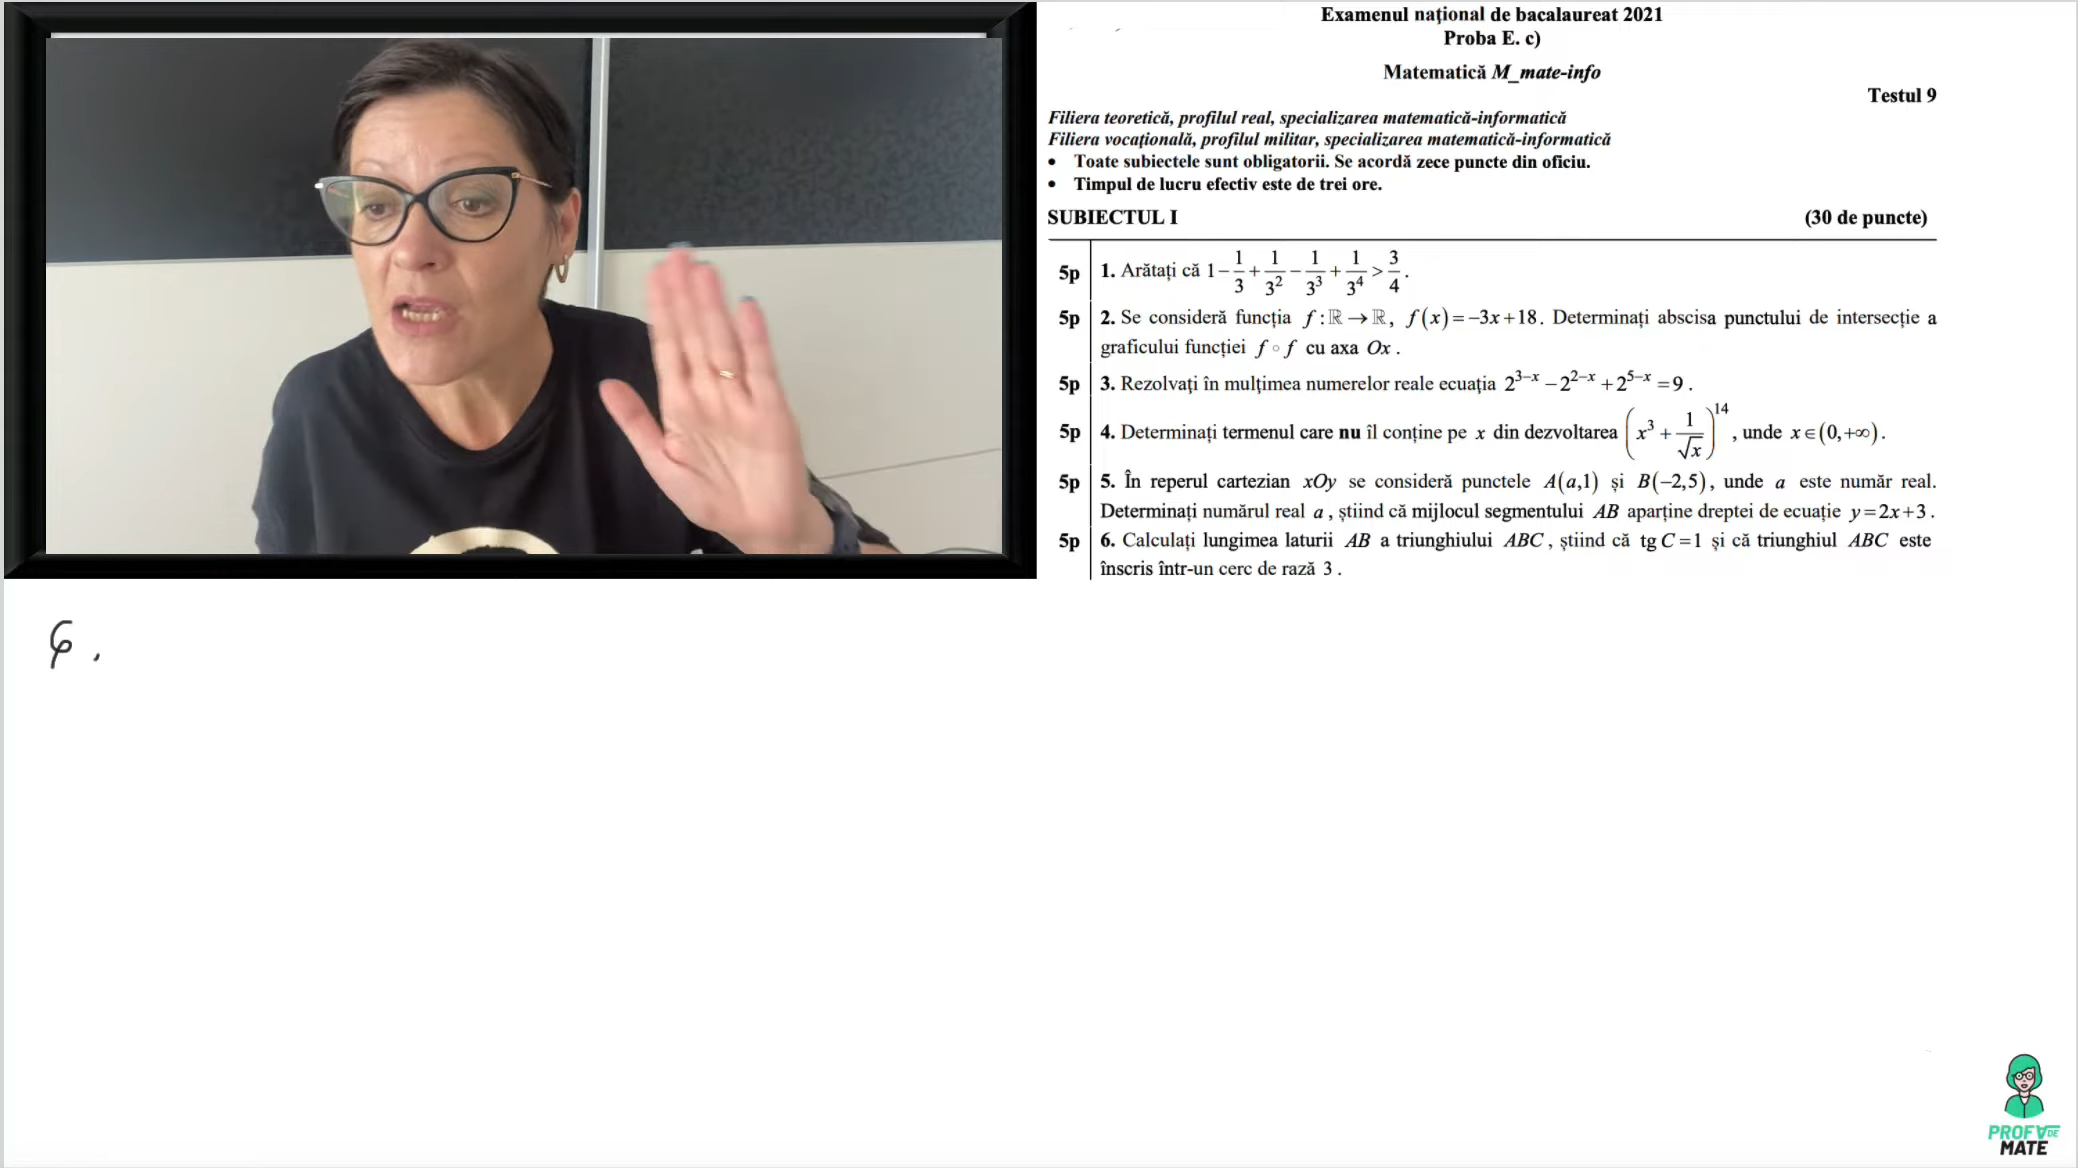 Examenul național de bacalaureat 2021
Proba E. c)
Matematică M_mate-info
Testul 9
Filiera teoretică, profilul real, specializarea matematică-informatică
Filiera vocațională, profilul militar, specializarea matematică-informatică
• Toate subiectele sunt obligatorii. Se acordă zece puncte din oficiu.
• Timpul de lucru efectiv este de trei ore.
SUBIECTUL I (30 de puncte)
5p 1. Arătați că 1 − 1/3 + 1/3² − 1/3³ + 1/3⁴ > 3/4.
5p 2. Se consideră funcția f : ℝ → ℝ, f(x) = −3x + 18. Determinați abscisa punctului de intersecție a
graficului funcției f ∘ f cu axa Ox.
5p 3. Rezolvați în mulțimea numerelor reale ecuația 2^(3−x) − 2^(2−x) + 2^(5−x) = 9.
5p 4. Determinați termenul care nu îl conține pe x din dezvoltarea (x³ + 1/√x)^14, unde x ∈ (0, +∞).
5p 5. În reperul cartezian xOy se consideră punctele A(a,1) și B(−2,5), unde a este număr real.
Determinați numărul real a, știind că mijlocul segmentului AB aparține dreptei de ecuație y = 2x + 3.
5p 6. Calculați lungimea laturii AB a triunghiului ABC, știind că tg C = 1 și că triunghiul ABC este
înscris într-un cerc de rază 3.
6.
PROFA DE
MATE